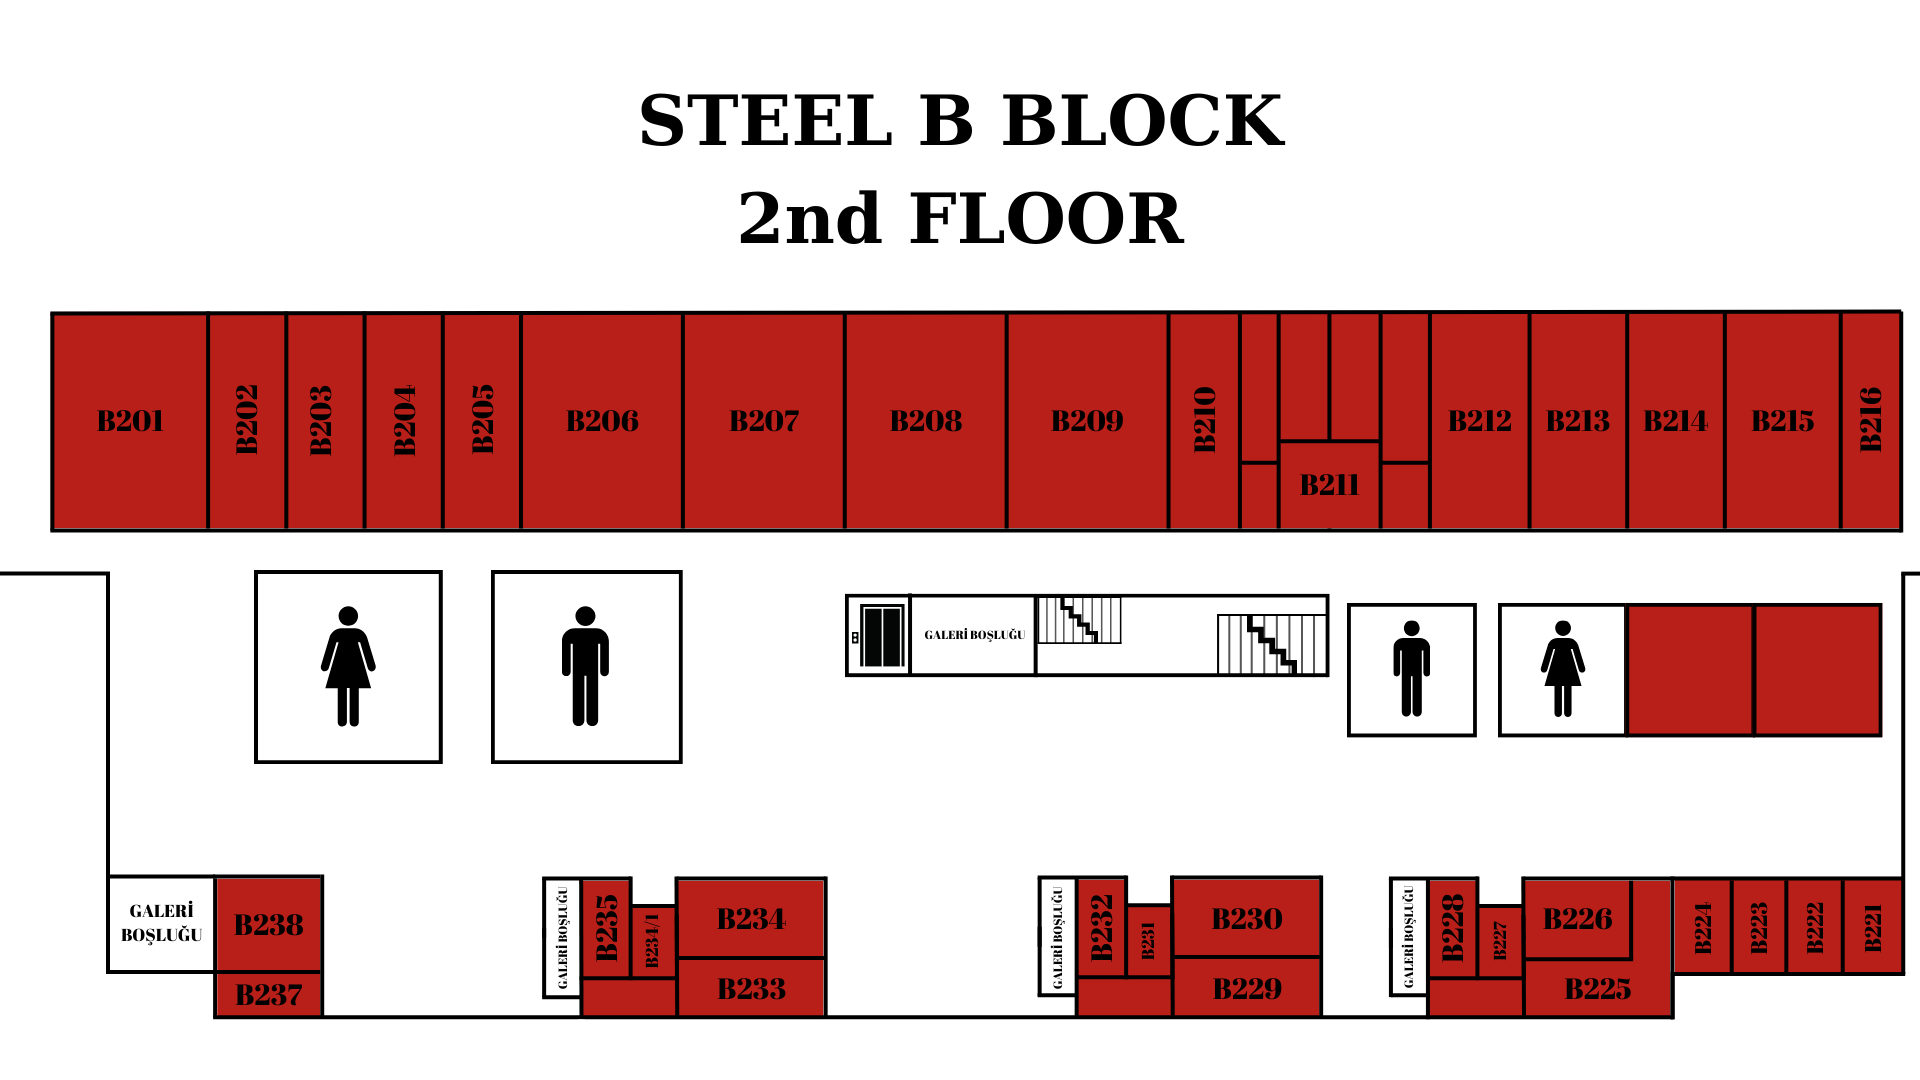 STEEL B BLOCK
2nd FLOOR
B201
B202
B203
B204
B205
B206
B207
B208
B209
B210
B211
B212
B213
B214
B215
B216
GALERİ BOŞLUĞU
GALERİ
BOŞLUĞU
B238
B237
GALERİ BOŞLUĞU
B235
B234/1
B234
B233
GALERİ BOŞLUĞU
B232
B231
B230
B229
GALERİ BOŞLUĞU
B228
B227
B226
B225
B224
B223
B222
B221